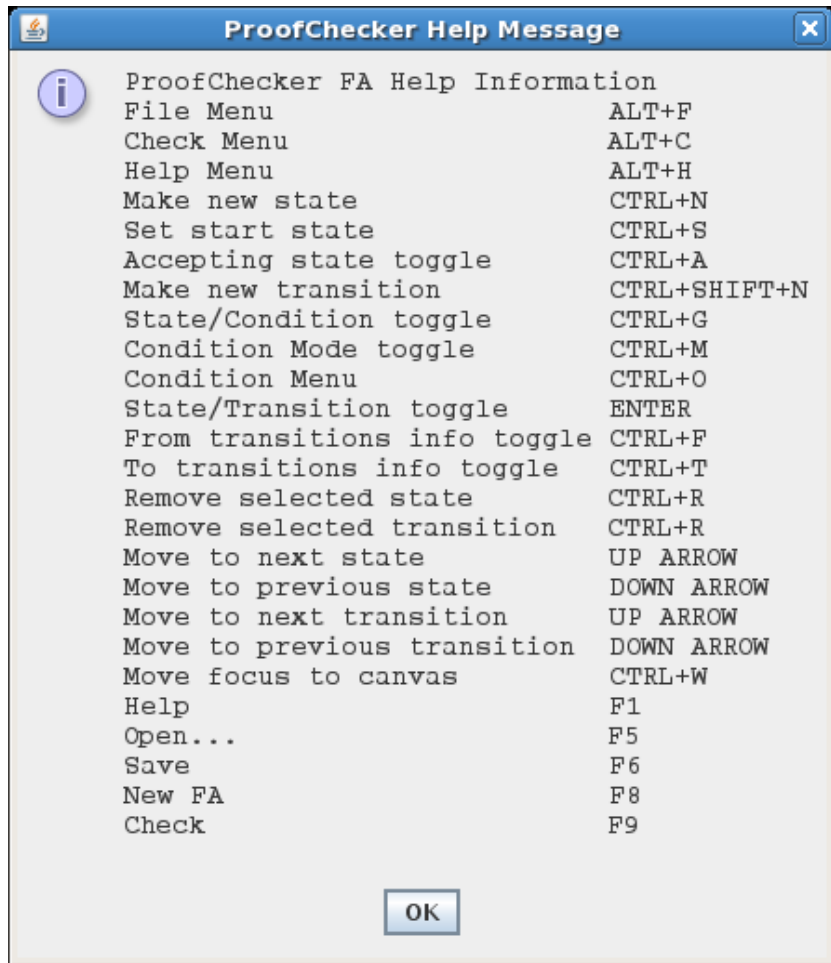 ProofChecker Help Message
ProofChecker FA Help Information
File Menu ALT+F
Check Menu ALT+C
Help Menu ALT+H
Make new state CTRL+N
Set start state CTRL+S
Accepting state toggle CTRL+A
Make new transition CTRL+SHIFT+N
State/Condition toggle CTRL+G
Condition Mode toggle CTRL+M
Condition Menu CTRL+O
State/Transition toggle ENTER
From transitions info toggle CTRL+F
To transitions info toggle CTRL+T
Remove selected state CTRL+R
Remove selected transition CTRL+R
Move to next state UP ARROW
Move to previous state DOWN ARROW
Move to next transition UP ARROW
Move to previous transition DOWN ARROW
Move focus to canvas CTRL+W
Help F1
Open... F5
Save F6
New FA F8
Check F9
OK